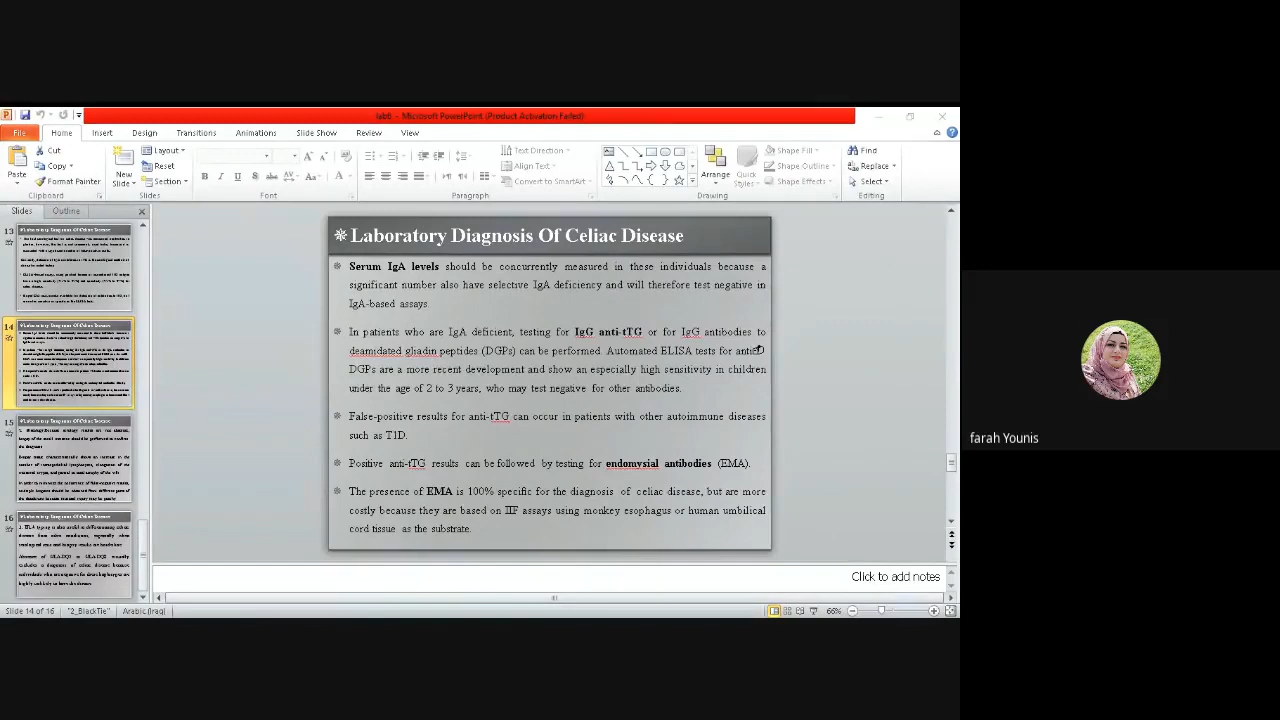 lab6 - Microsoft PowerPoint (Product Activation Failed)
File Home Insert Design Transitions Animations Slide Show Review View
Paste Cut Copy Format Painter Clipboard
New Slide Layout Reset Section Slides
Font
Paragraph Text Direction Align Text Convert to SmartArt
Arrange Quick Styles Shape Fill Shape Outline Shape Effects Drawing
Find Replace Select Editing
Slides Outline
13
14
15
16
Laboratory Diagnosis Of Celiac Disease
Serum IgA levels should be concurrently measured in these individuals because a
significant number also have selective IgA deficiency and will therefore test negative in
IgA-based assays.
In patients who are IgA deficient, testing for IgG anti-tTG or for IgG antibodies to
deamidated gliadin peptides (DGPs) can be performed. Automated ELISA tests for
DGPs are a more recent development and show an especially high sensitivity in children
under the age of 2 to 3 years, who may test negative for other antibodies.
False-positive results for anti-tTG can occur in patients with other autoimmune diseases
such as T1D.
Positive anti-tTG results can be followed by testing for endomysial antibodies (EMA).
The presence of EMA is 100% specific for the diagnosis of celiac disease, but are more
costly because they are based on IIF assays using monkey esophagus or human umbilical
cord tissue as the substrate.
Click to add notes
Slide 14 of 16 "2_BlackTie" Arabic (Iraq) 66%
farah Younis